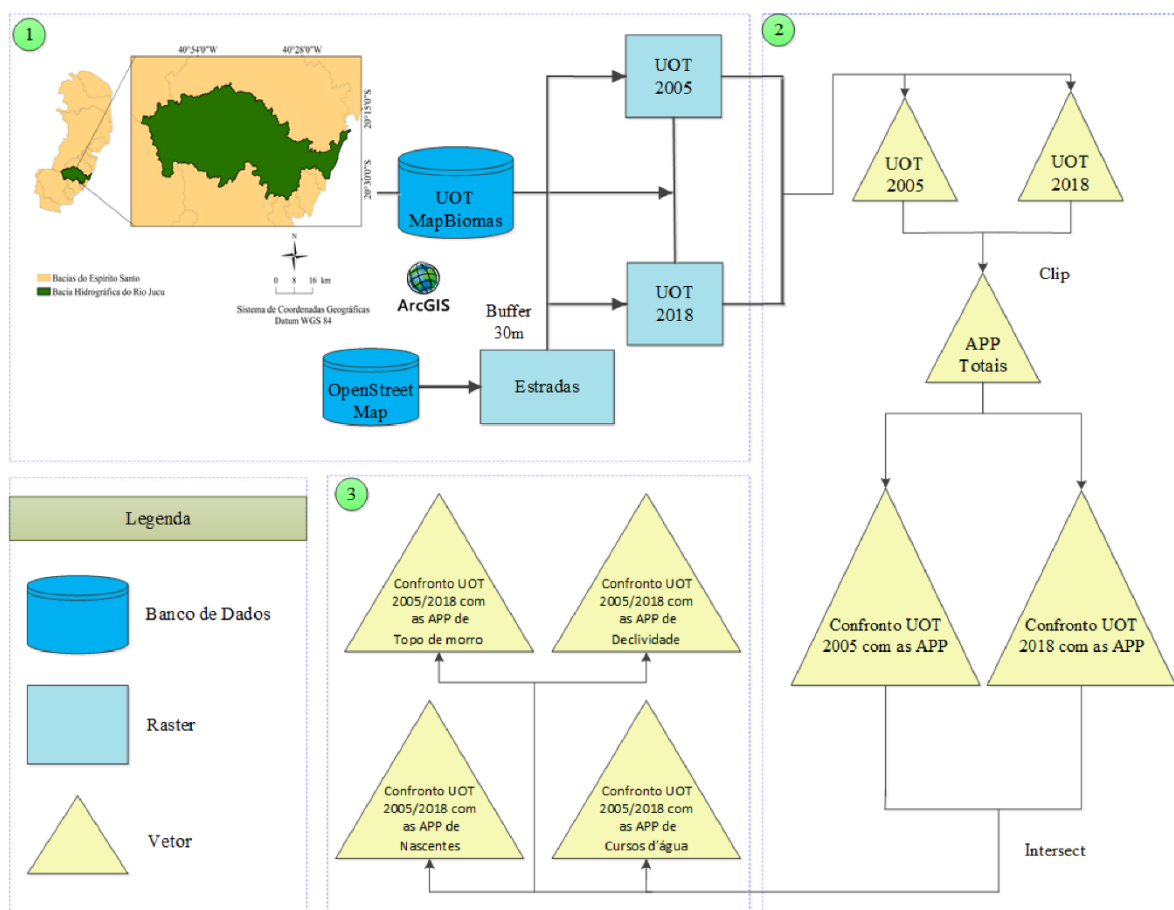 1
40°54'0"W
40°28'0"W
20°15'0"S
20°30'0"S
N
0 8 16 km
Bacias do Espírito Santo
Bacia Hidrográfica do Rio Jucu
Sistema de Coordenadas Geográficas
Datum WGS 84
ArcGIS
UOT
MapBiomas
OpenStreet
Map
Buffer
30m
Estradas
UOT
2005
UOT
2018
2
UOT
2005
UOT
2018
Clip
APP
Totais
Confronto UOT
2005 com as APP
Confronto UOT
2018 com as APP
Intersect
3
Confronto UOT
2005/2018 com
as APP de
Topo de morro
Confronto UOT
2005/2018 com
as APP de
Declividade
Confronto UOT
2005/2018 com
as APP de
Nascentes
Confronto UOT
2005/2018 com
as APP de
Cursos d´água
Legenda
Banco de Dados
Raster
Vetor